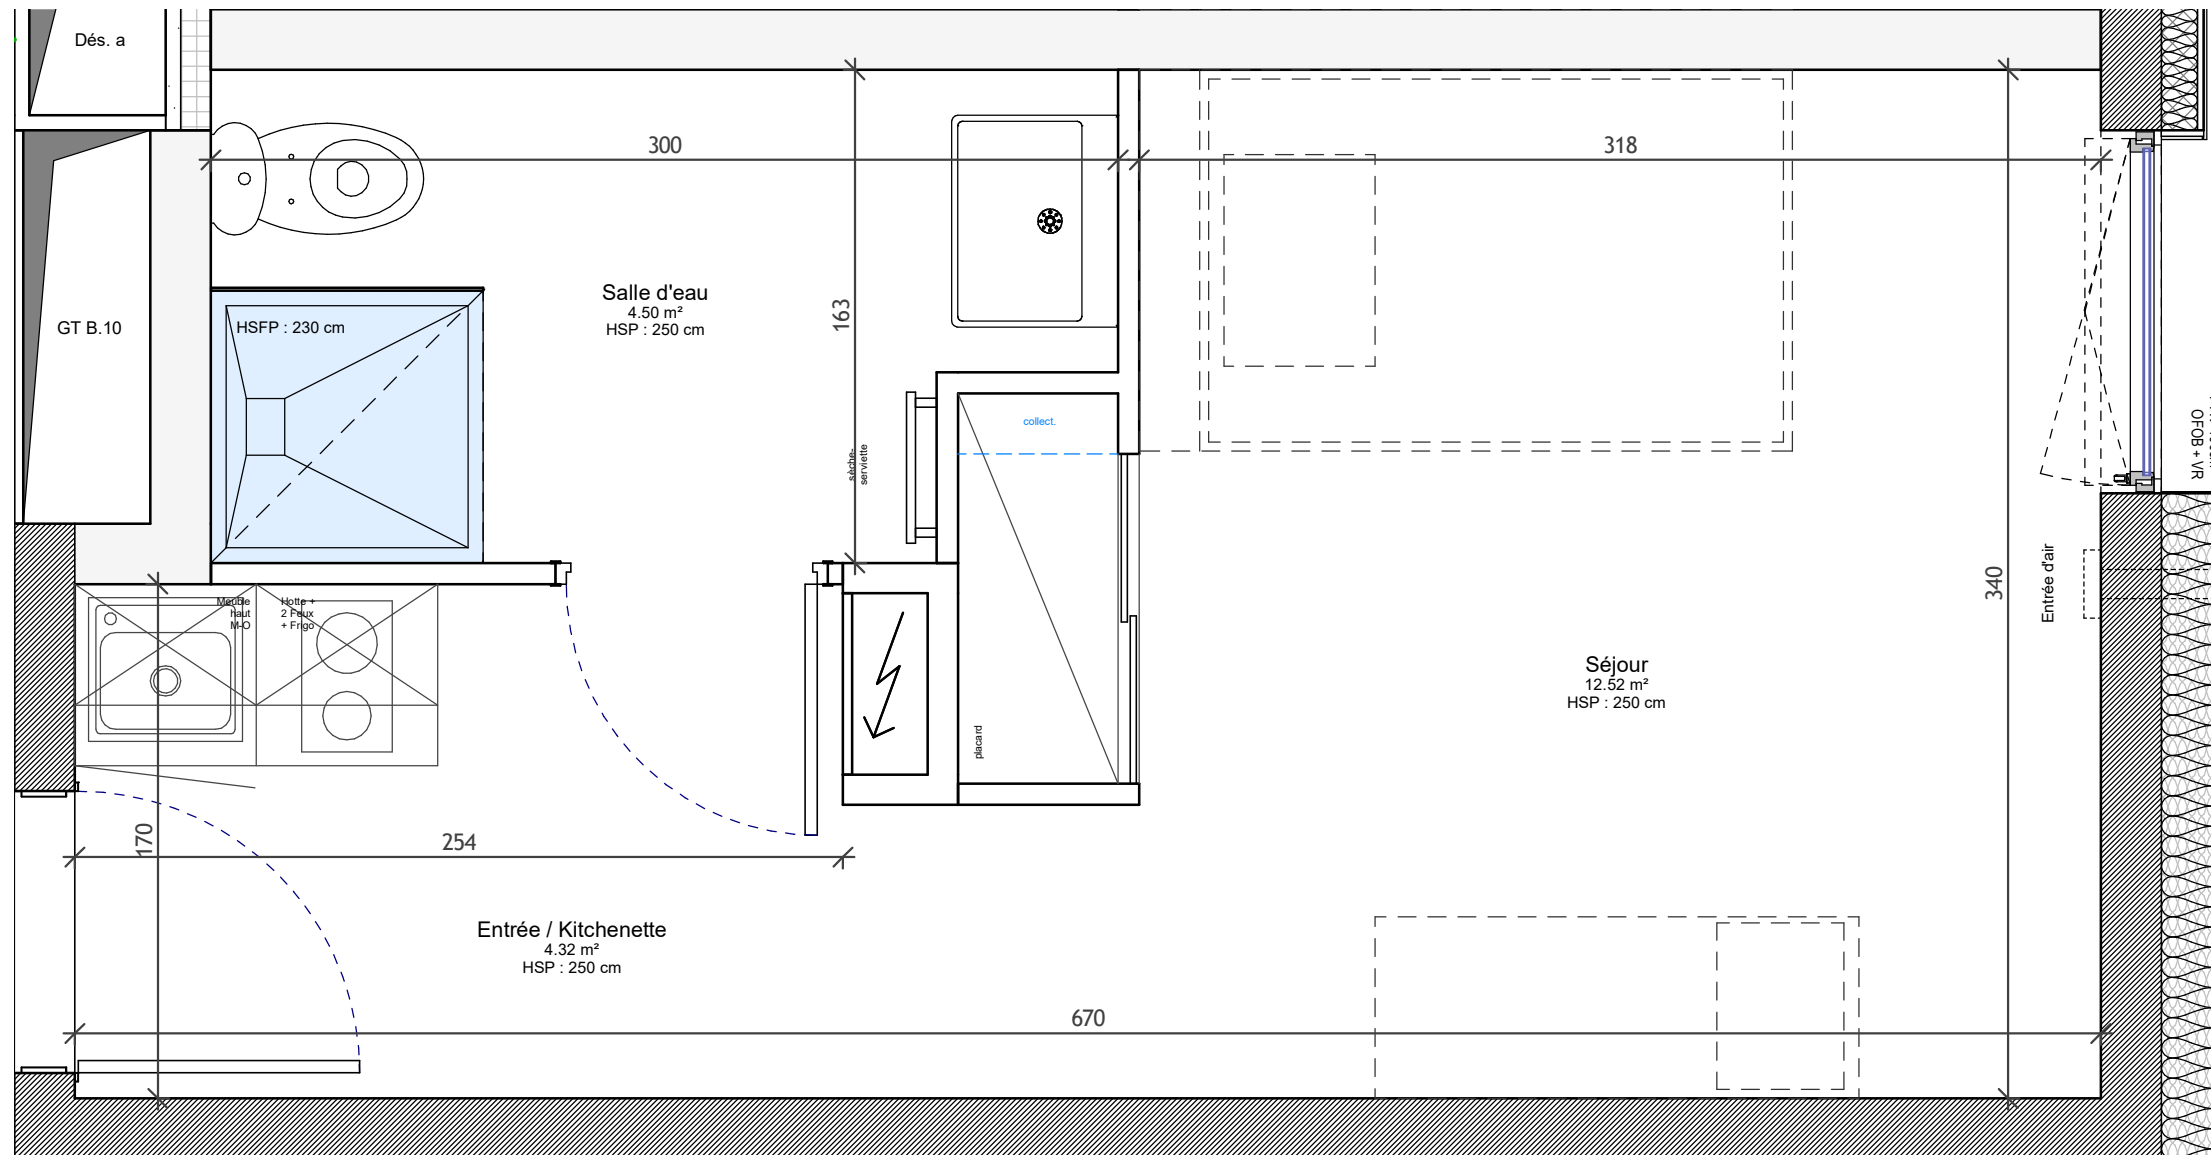 Dés. a
300
318
Salle d'eau
4.50 m²
HSP : 250 cm
HSFP : 230 cm
GT B.10
163
collect.
sèche-
serviette
OFOB + VR
Entrée d'air
340
Meuble
haut
M-O
Hotte +
2 Feux
+ Frigo
Séjour
12.52 m²
HSP : 250 cm
placard
170
254
Entrée / Kitchenette
4.32 m²
HSP : 250 cm
670